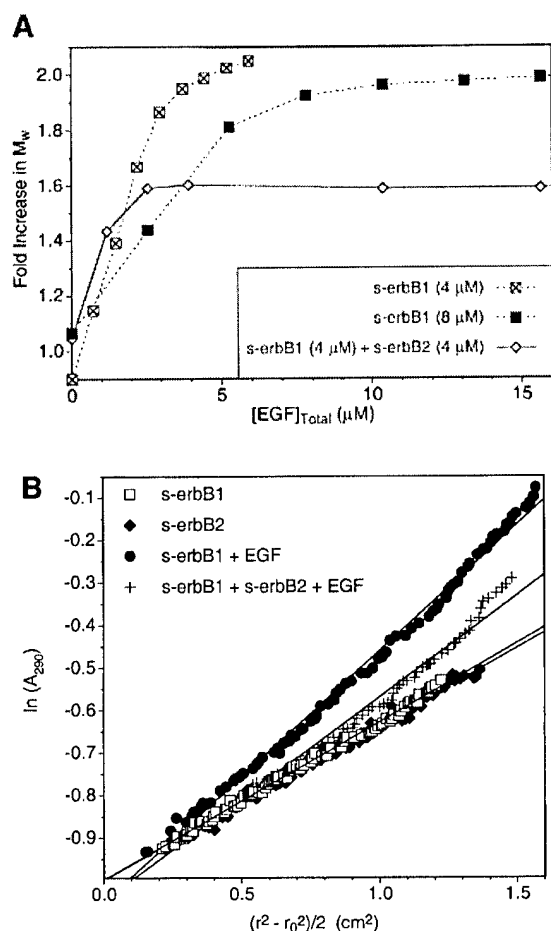 A
Fold Increase in M_w
2.0
1.8
1.6
1.4
1.2
1.0
s-erbB1 (4 μM)
s-erbB1 (8 μM)
s-erbB1 (4 μM) + s-erbB2 (4 μM)
0
5
10
15
[EGF]_Total (μM)
B
ln (A_290)
-0.1
-0.2
-0.3
-0.4
-0.5
-0.6
-0.7
-0.8
-0.9
s-erbB1
s-erbB2
s-erbB1 + EGF
s-erbB1 + s-erbB2 + EGF
0.0
0.5
1.0
1.5
(r² - r₀²)/2 (cm²)